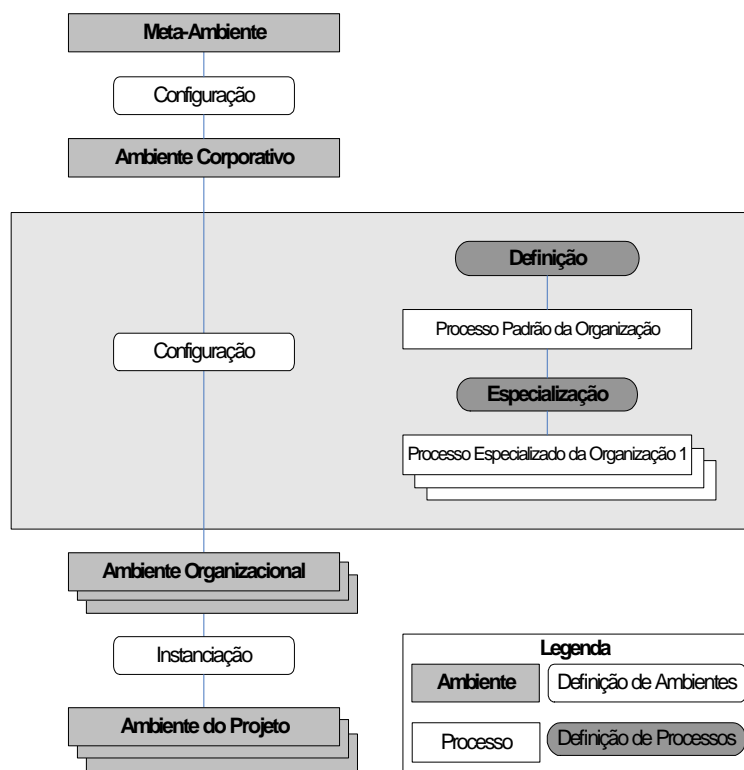 Meta-Ambiente
Configuração
Ambiente Corporativo
Definição
Processo Padrão da Organização
Configuração
Especialização
Processo Especializado da Organização 1
Ambiente Organizacional
Instanciação
Ambiente do Projeto
Legenda
Ambiente
Definição de Ambientes
Processo
Definição de Processos